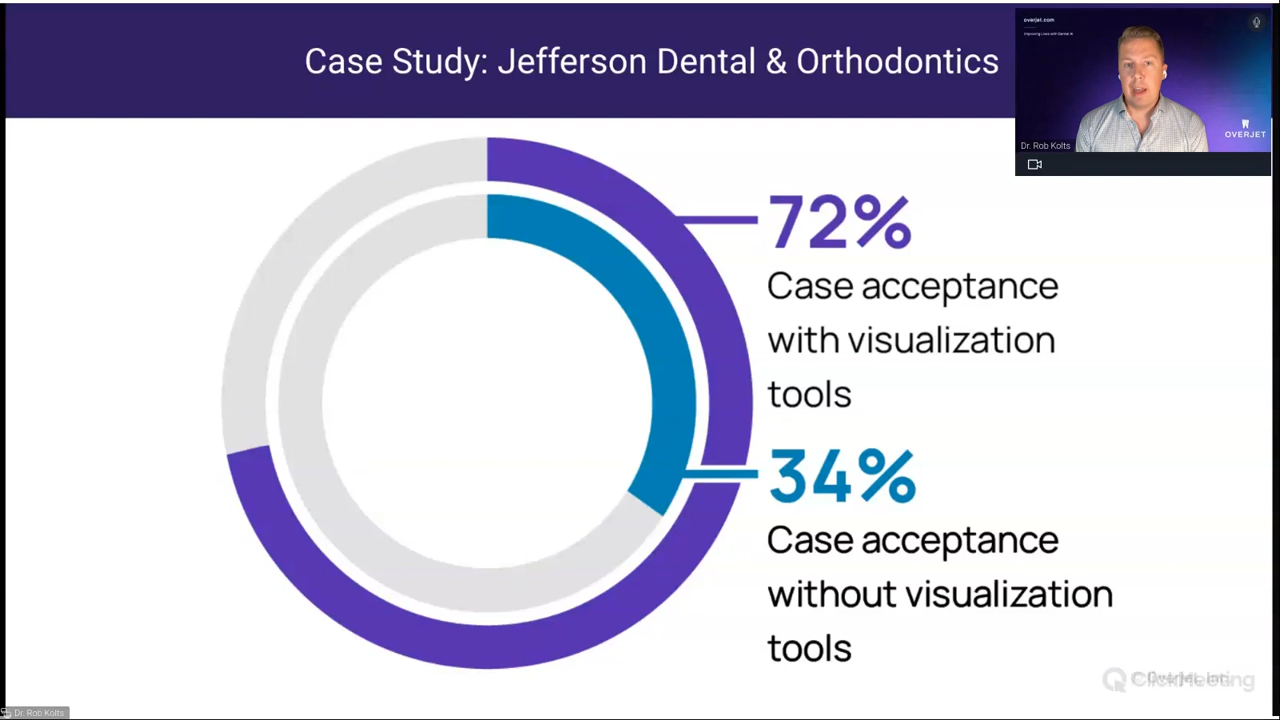 Case Study: Jefferson Dental & Orthodontics
overjet.com
OVERJET
Dr. Rob Kolts
72%
Case acceptance
with visualization
tools
34%
Case acceptance
without visualization
tools
ClickMeeting
Dr. Rob Kolts